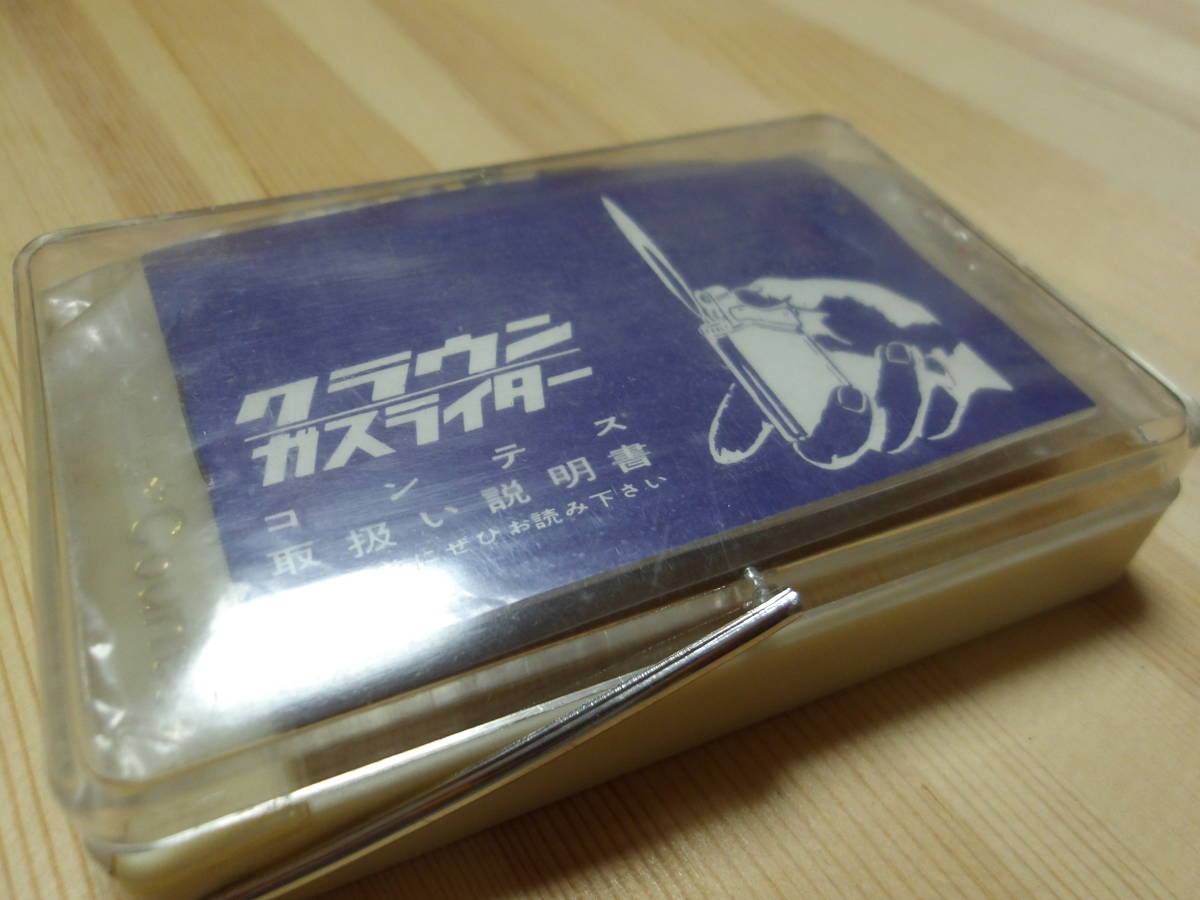 クラウン
ガスライター
コンテス
取扱い説明書
にぜひお読み下さい